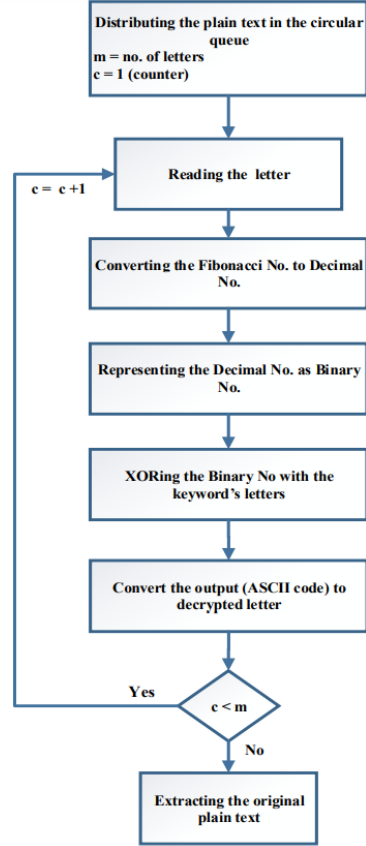 Distributing the plain text in the circular
queue
m = no. of letters
c = 1 (counter)
c = c +1
Reading the letter
Converting the Fibonacci No. to Decimal
No.
Representing the Decimal No. as Binary
No.
XORing the Binary No with the
keyword's letters
Convert the output (ASCII code) to
decrypted letter
Yes
c < m
No
Extracting the original
plain text